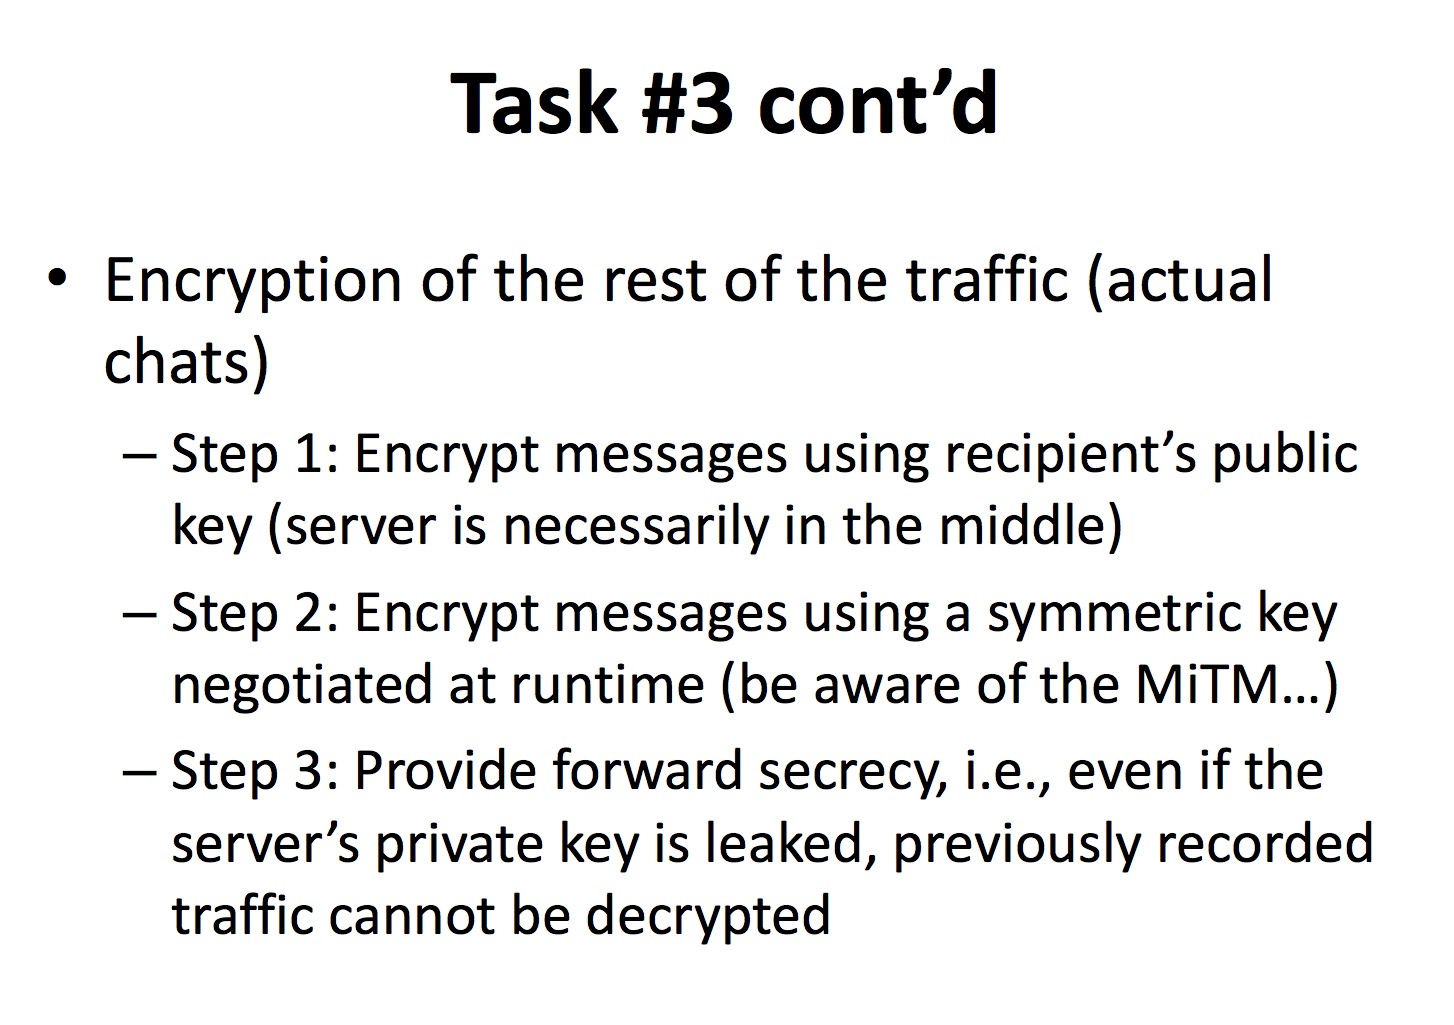 Task #3 cont’d
• Encryption of the rest of the traffic (actual
chats)
– Step 1: Encrypt messages using recipient’s public
key (server is necessarily in the middle)
– Step 2: Encrypt messages using a symmetric key
negotiated at runtime (be aware of the MiTM…)
– Step 3: Provide forward secrecy, i.e., even if the
server’s private key is leaked, previously recorded
traffic cannot be decrypted